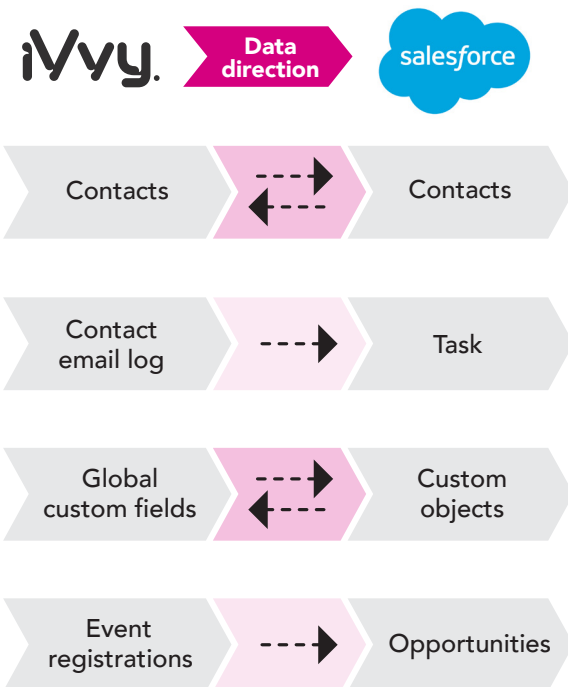 iVvy.
Data
direction
salesforce
Contacts
Contacts
Contact
email log
Task
Global
custom fields
Custom
objects
Event
registrations
Opportunities